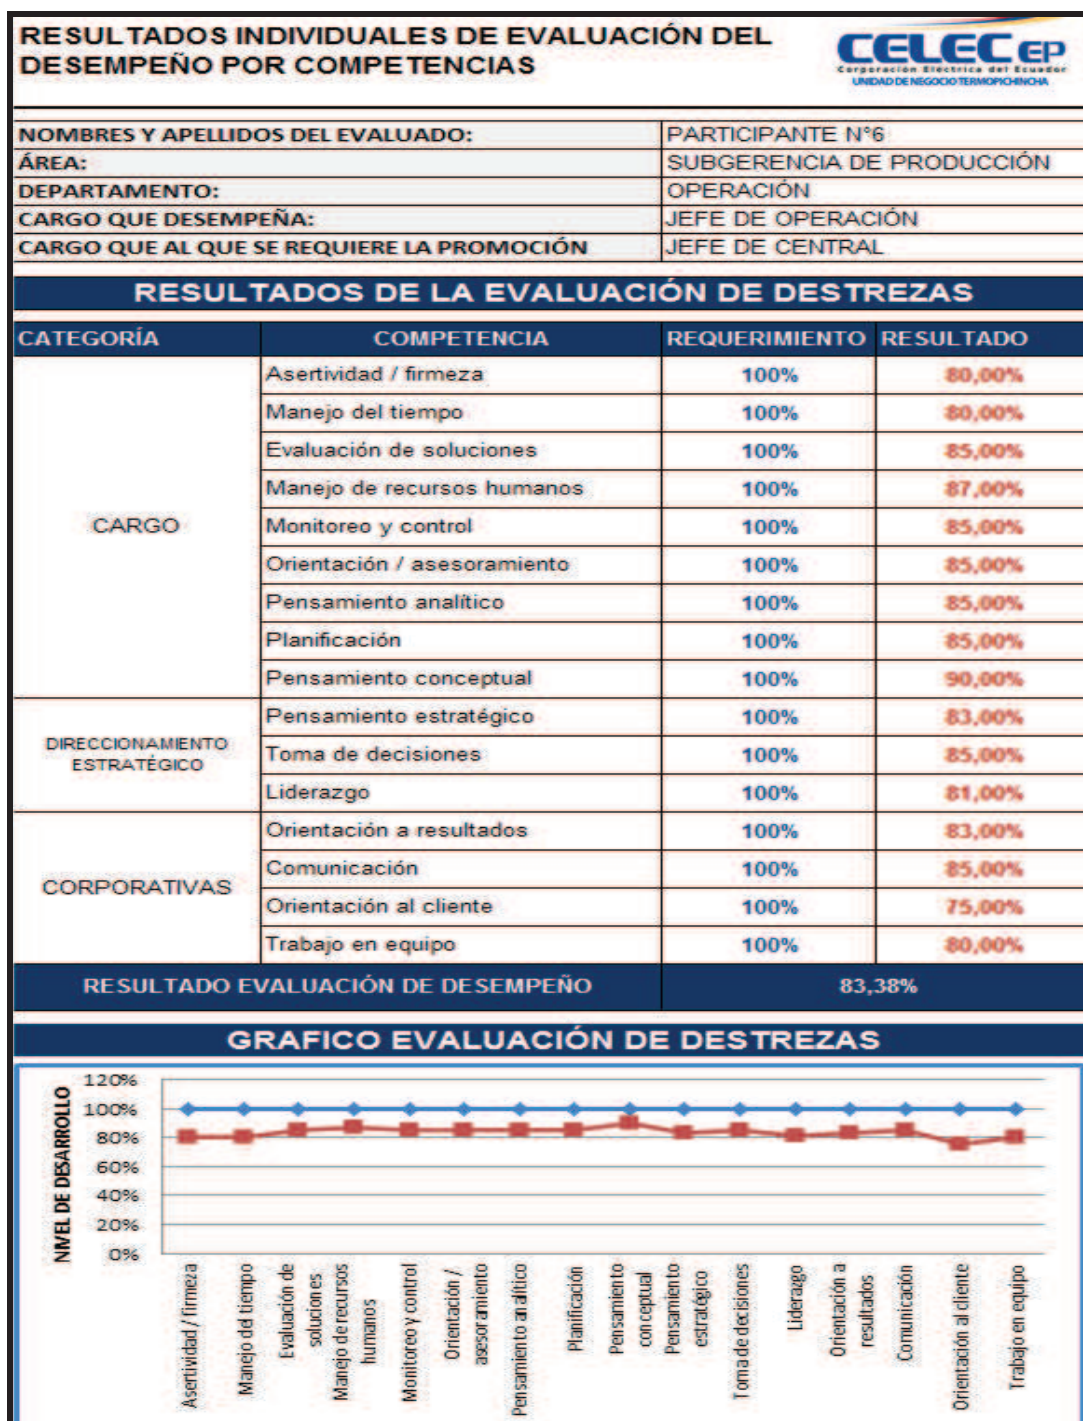 RESULTADOS INDIVIDUALES DE EVALUACIÓN DEL
DESEMPEÑO POR COMPETENCIAS
CELEC EP
Corporación Eléctrica del Ecuador
UNIDAD DE NEGOCIO TERMOPICHINCHA
NOMBRES Y APELLIDOS DEL EVALUADO: PARTICIPANTE N°6
ÁREA: SUBGERENCIA DE PRODUCCIÓN
DEPARTAMENTO: OPERACIÓN
CARGO QUE DESEMPEÑA: JEFE DE OPERACIÓN
CARGO QUE AL QUE SE REQUIERE LA PROMOCIÓN JEFE DE CENTRAL
RESULTADOS DE LA EVALUACIÓN DE DESTREZAS
CATEGORÍA COMPETENCIA REQUERIMIENTO RESULTADO
CARGO
Asertividad / firmeza 100% 80,00%
Manejo del tiempo 100% 80,00%
Evaluación de soluciones 100% 85,00%
Manejo de recursos humanos 100% 87,00%
Monitoreo y control 100% 85,00%
Orientación / asesoramiento 100% 85,00%
Pensamiento analítico 100% 85,00%
Planificación 100% 85,00%
Pensamiento conceptual 100% 90,00%
DIRECCIONAMIENTO
ESTRATÉGICO
Pensamiento estratégico 100% 83,00%
Toma de decisiones 100% 85,00%
Liderazgo 100% 81,00%
CORPORATIVAS
Orientación a resultados 100% 83,00%
Comunicación 100% 85,00%
Orientación al cliente 100% 75,00%
Trabajo en equipo 100% 80,00%
RESULTADO EVALUACIÓN DE DESEMPEÑO 83,38%
GRAFICO EVALUACIÓN DE DESTREZAS
NIVEL DE DESARROLLO
120%
100%
80%
60%
40%
20%
0%
Asertividad / firmeza
Manejo del tiempo
Evaluación de
soluciones
Manejo de recursos
humanos
Monitoreo y control
Orientación /
asesoramiento
Pensamiento analítico
Planificación
Pensamiento
conceptual
Pensamiento
estratégico
Toma de decisiones
Liderazgo
Orientación a
resultados
Comunicación
Orientación al cliente
Trabajo en equipo